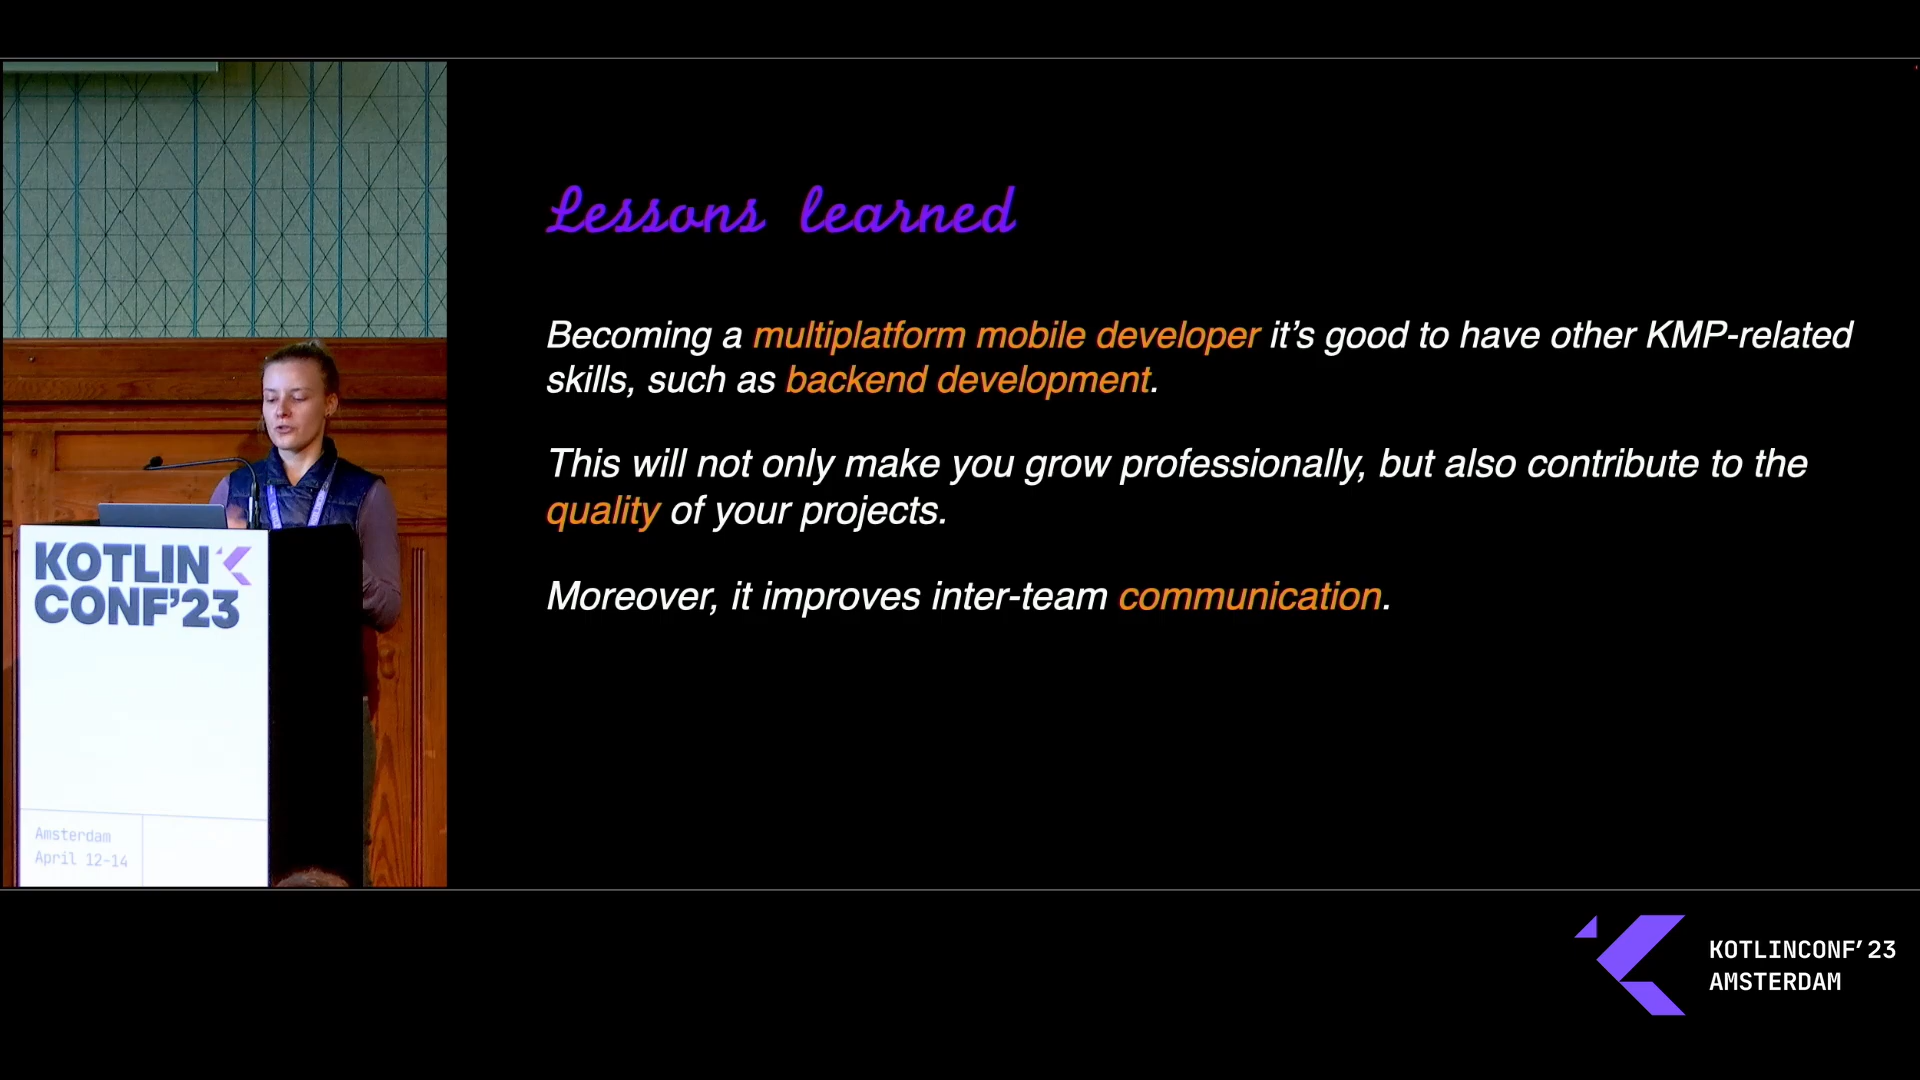 Lessons learned
Becoming a multiplatform mobile developer it's good to have other KMP-related
skills, such as backend development.
This will not only make you grow professionally, but also contribute to the
quality of your projects.
Moreover, it improves inter-team communication.
KOTLIN
CONF'23
Amsterdam
April 12-14
KOTLINCONF'23
AMSTERDAM